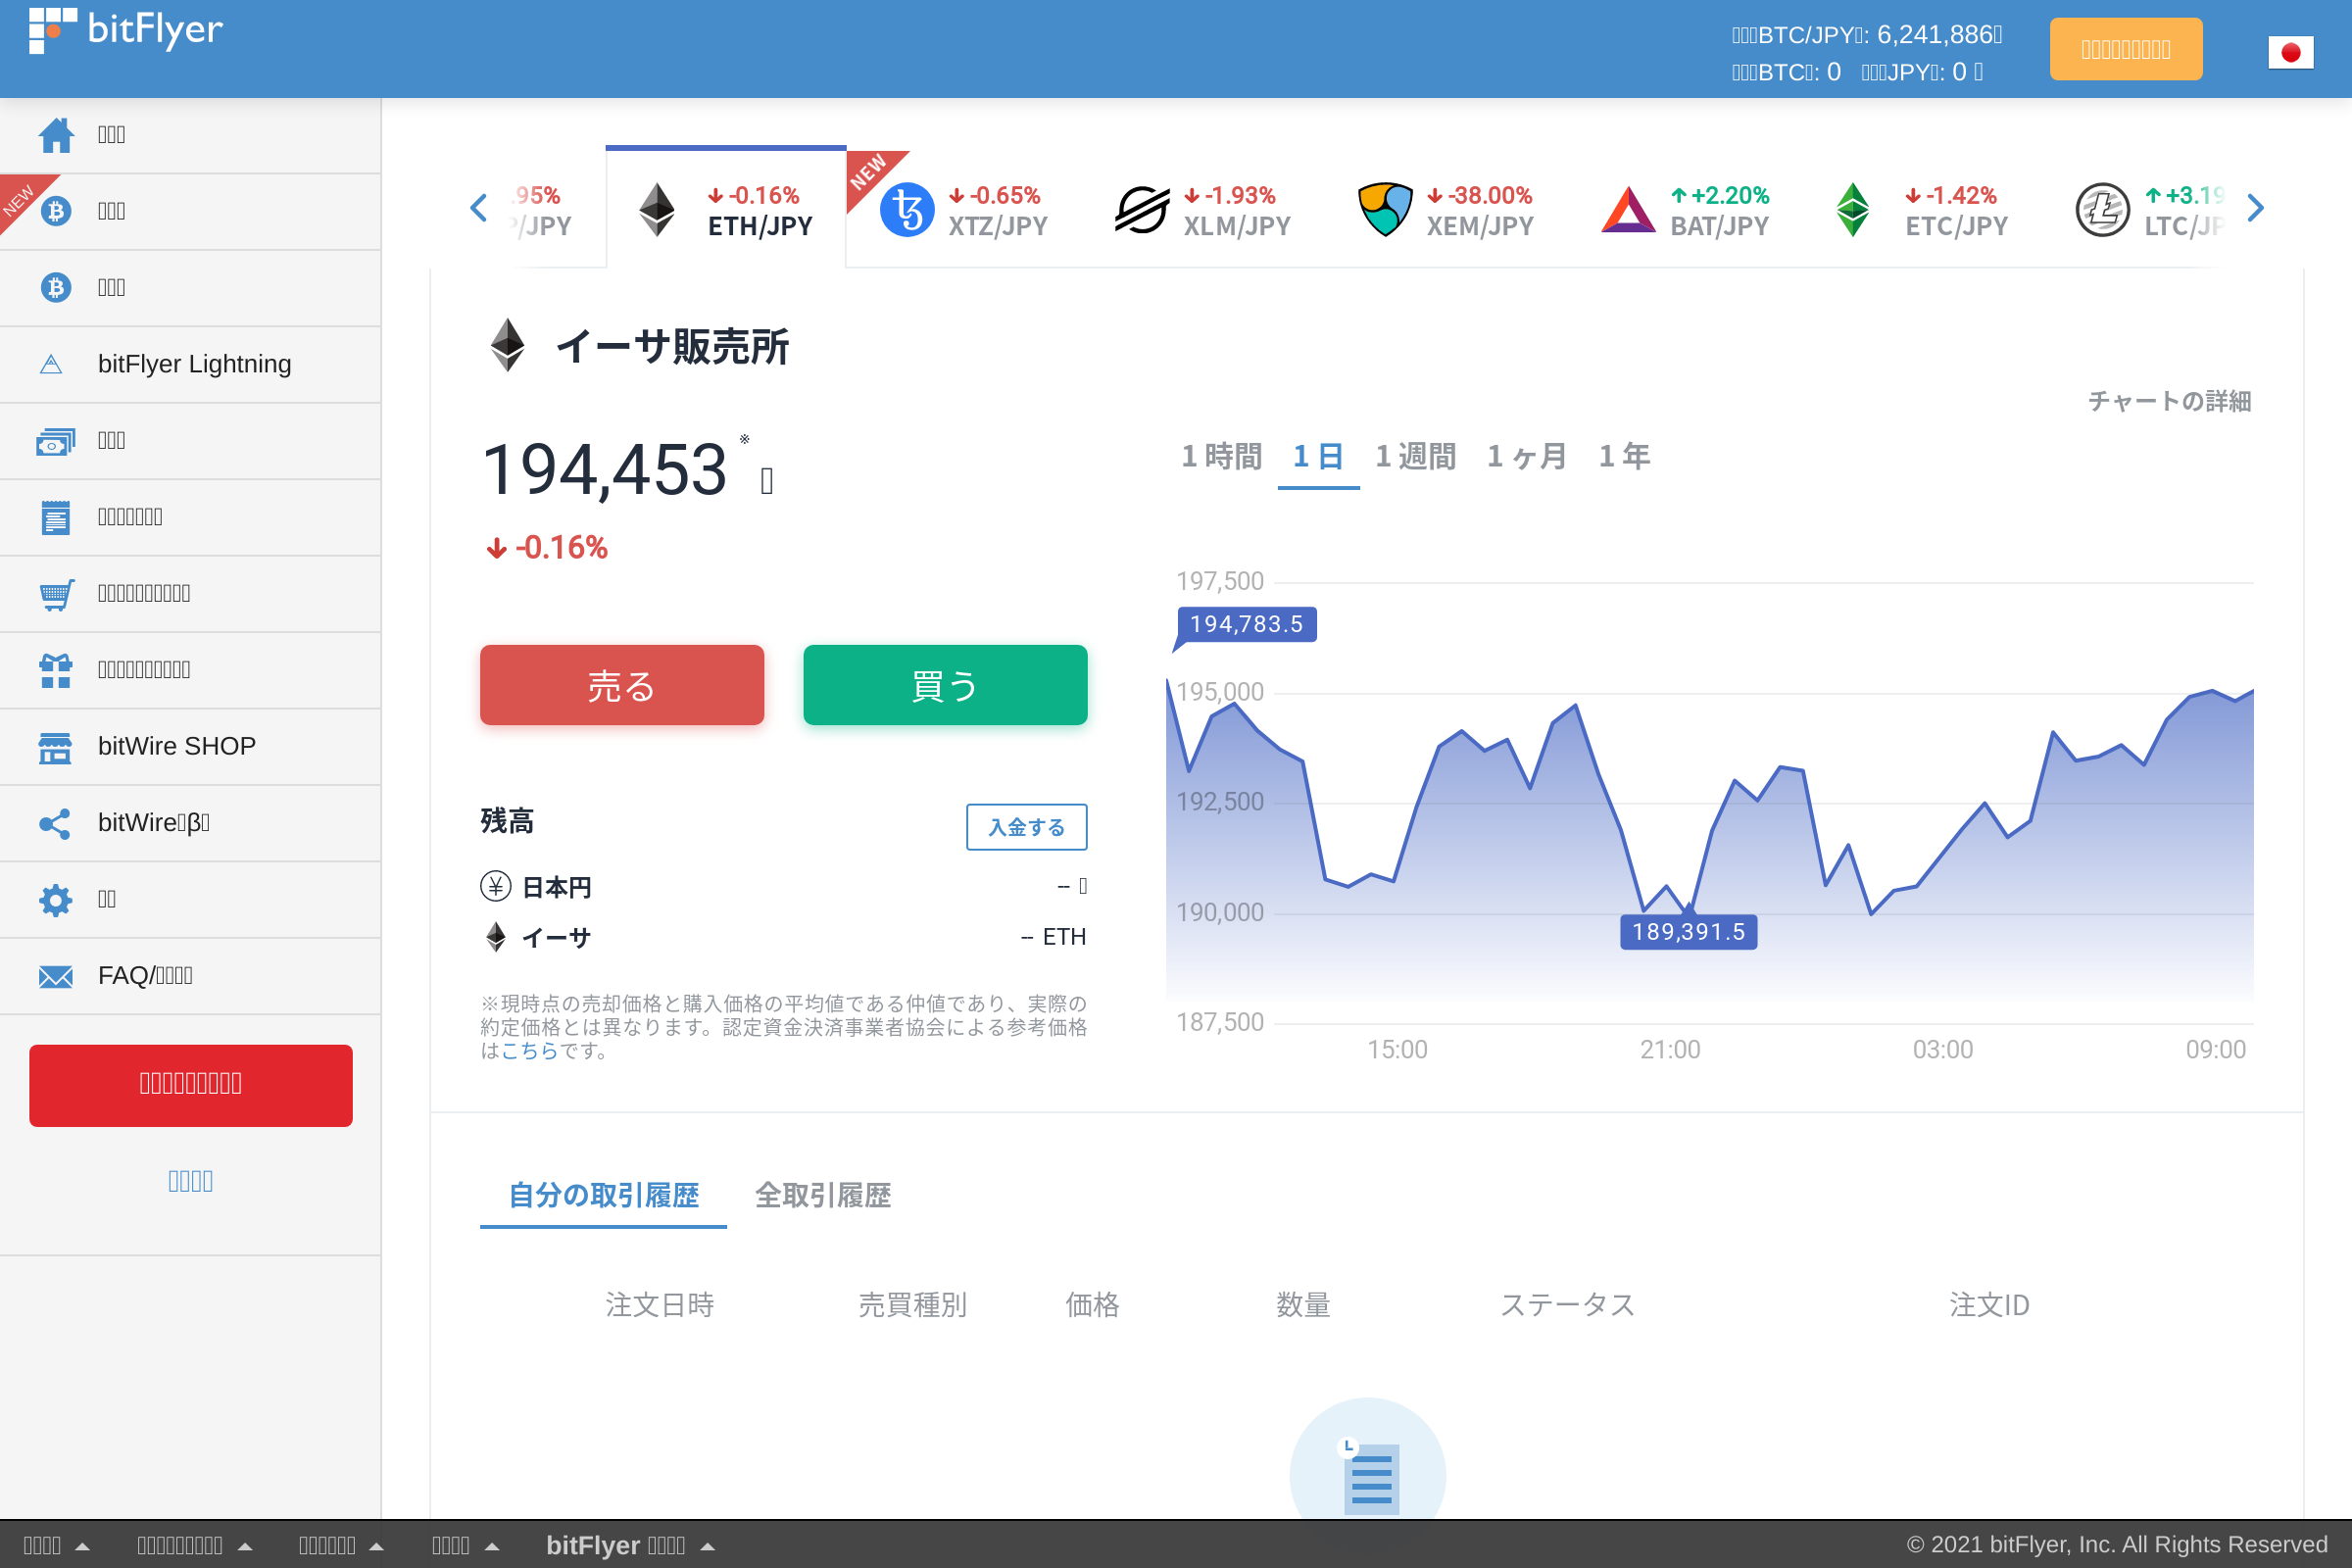 bitFlyer
BTC/JPY: 6,241,886
BTC: 0 JPY: 0
NEW
bitFlyer Lightning
bitWire SHOP
bitWire β
FAQ/
.95%
/JPY
-0.16%
ETH/JPY
NEW
-0.65%
XTZ/JPY
-1.93%
XLM/JPY
-38.00%
XEM/JPY
+2.20%
BAT/JPY
-1.42%
ETC/JPY
+3.19
LTC/JP
イーサ販売所
チャートの詳細
194,453 ※
-0.16%
1 時間 1 日 1 週間 1 ヶ月 1 年
売る 買う
残高 入金する
日本円 --
イーサ -- ETH
※現時点の売却価格と購入価格の平均値である仲値であり、実際の
約定価格とは異なります。認定資金決済事業者協会による参考価格
はこちらです。
197,500
194,783.5
195,000
192,500
190,000
189,391.5
187,500
15:00 21:00 03:00 09:00
自分の取引履歴 全取引履歴
注文日時 売買種別 価格 数量 ステータス 注文ID
bitFlyer
© 2021 bitFlyer, Inc. All Rights Reserved